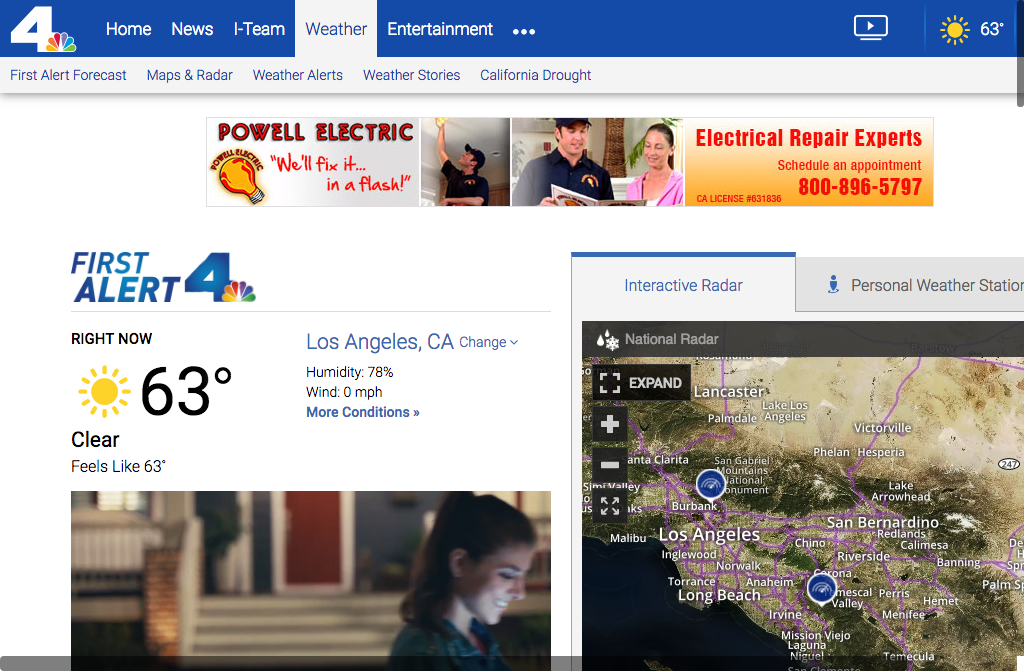 4
Home
News
I-Team
Weather
Entertainment
63°
First Alert Forecast
Maps & Radar
Weather Alerts
Weather Stories
California Drought
POWELL ELECTRIC
POWELL ELECTRIC
"We'll fix it...
in a flash!"
Electrical Repair Experts
Schedule an appointment
800-896-5797
CA LICENSE #631836
FIRST
ALERT 4
RIGHT NOW
63°
Clear
Feels Like 63°
Los Angeles, CA Change
Humidity: 78%
Wind: 0 mph
More Conditions »
Interactive Radar
Personal Weather Station
National Radar
EXPAND
Lancaster
Lake Los
Angeles
Palmdale
Victorville
Phelan
Hesperia
247
anta Clarita
San Gabriel
Mountains
National
onument
Simi Valley
Lake
Arrowhead
Burbank
Malibu
Los Angeles
San Bernardino
Redlands
Chino
Calimesa
Inglewood
Riverside
Norwalk
Banning
Torrance
Anaheim
Corona
Palm Sp
Long Beach
mescal
Valley
Perris
Hemet
Irvine
Menifee
Mission Viejo
Laguna
Niguel
Temecula
San Clemente